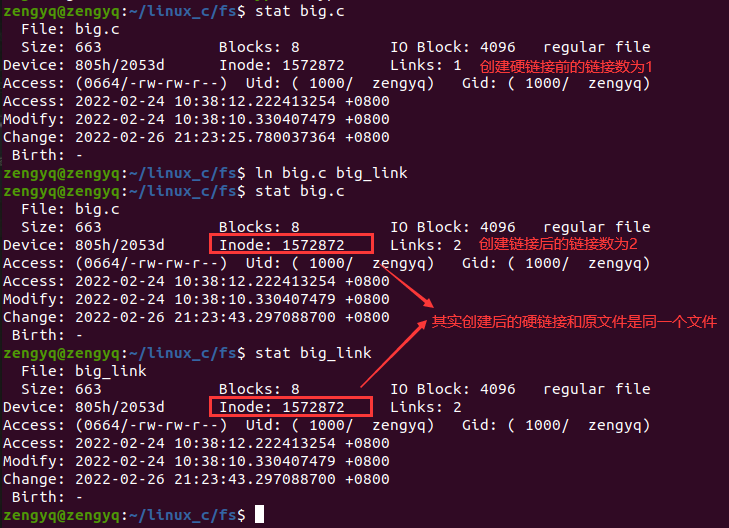 zengyq@zengyq:~/linux_c/fs$ stat big.c
File: big.c
Size: 663 Blocks: 8 IO Block: 4096 regular file
Device: 805h/2053d Inode: 1572872 Links: 1 创建硬链接前的链接数为1
Access: (0664/-rw-rw-r--) Uid: ( 1000/ zengyq) Gid: ( 1000/ zengyq)
Access: 2022-02-24 10:38:12.222413254 +0800
Modify: 2022-02-24 10:38:10.330407479 +0800
Change: 2022-02-26 21:23:25.780037364 +0800
Birth: -
zengyq@zengyq:~/linux_c/fs$ ln big.c big_link
zengyq@zengyq:~/linux_c/fs$ stat big.c
File: big.c
Size: 663 Blocks: 8 IO Block: 4096 regular file
Device: 805h/2053d Inode: 1572872 Links: 2 创建链接后的链接数为2
Access: (0664/-rw-rw-r--) Uid: ( 1000/ zengyq) Gid: ( 1000/ zengyq)
Access: 2022-02-24 10:38:12.222413254 +0800
Modify: 2022-02-24 10:38:10.330407479 +0800
Change: 2022-02-26 21:23:43.297088700 +0800
其实创建后的硬链接和原文件是同一个文件
Birth: -
zengyq@zengyq:~/linux_c/fs$ stat big_link
File: big_link
Size: 663 Blocks: 8 IO Block: 4096 regular file
Device: 805h/2053d Inode: 1572872 Links: 2
Access: (0664/-rw-rw-r--) Uid: ( 1000/ zengyq) Gid: ( 1000/ zengyq)
Access: 2022-02-24 10:38:12.222413254 +0800
Modify: 2022-02-24 10:38:10.330407479 +0800
Change: 2022-02-26 21:23:43.297088700 +0800
Birth: -
zengyq@zengyq:~/linux_c/fs$